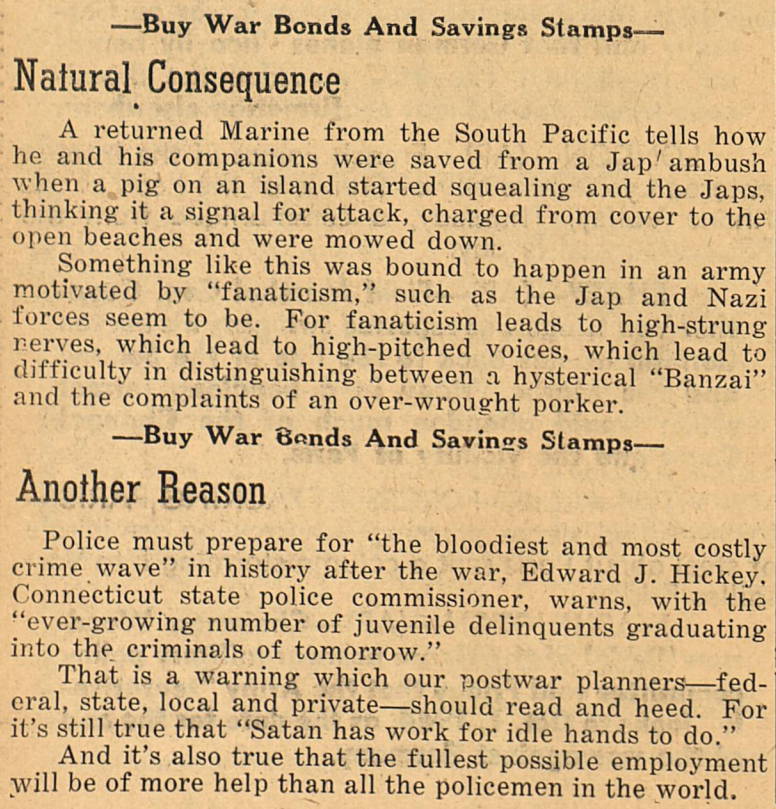 —Buy War Bonds And Savings Stamps—
Natural Consequence
A returned Marine from the South Pacific tells how
he and his companions were saved from a Jap ambush
when a pig on an island started squealing and the Japs,
thinking it a signal for attack, charged from cover to the
open beaches and were mowed down.
Something like this was bound to happen in an army
motivated by “fanaticism,” such as the Jap and Nazi
forces seem to be. For fanaticism leads to high-strung
nerves, which lead to high-pitched voices, which lead to
difficulty in distinguishing between a hysterical “Banzai”
and the complaints of an over-wrought porker.
—Buy War Bonds And Savings Stamps—
Another Reason
Police must prepare for “the bloodiest and most costly
crime wave” in history after the war, Edward J. Hickey,
Connecticut state police commissioner, warns, with the
“ever-growing number of juvenile delinquents graduating
into the criminals of tomorrow.”
That is a warning which our postwar planners—fed-
eral, state, local and private—should read and heed. For
it's still true that “Satan has work for idle hands to do.”
And it's also true that the fullest possible employment
will be of more help than all the policemen in the world.